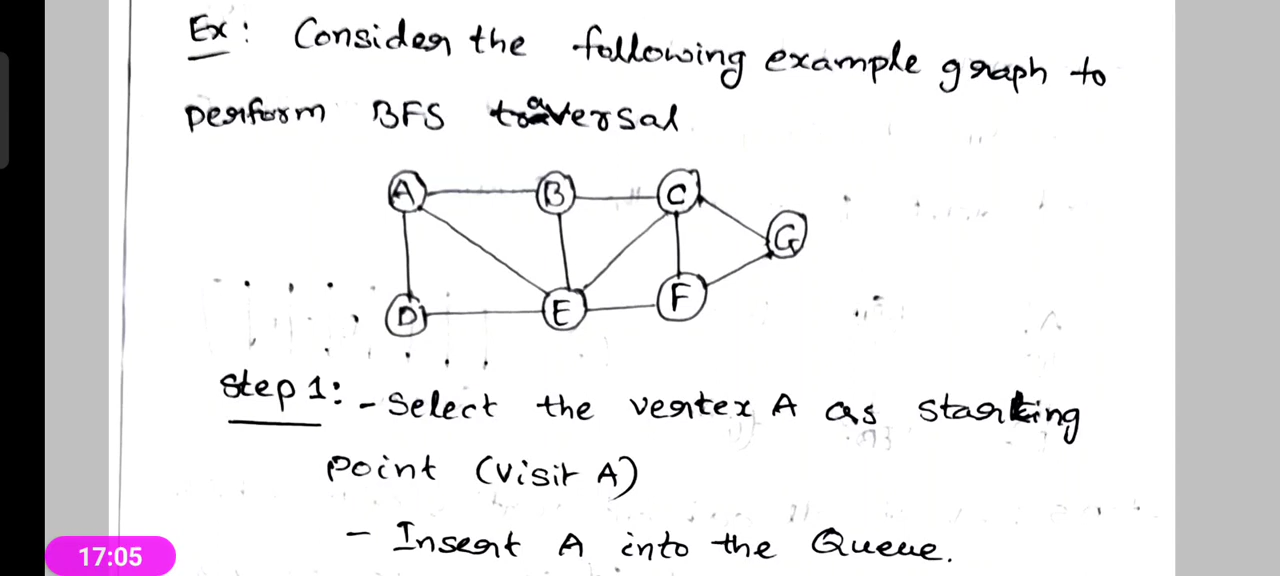 Ex: Consider the following example graph to
perform BFS traversal
A B C
G
D E F
Step 1: - Select the vertex A as starting
point (visit A)
- Insert A into the Queue.
17:05